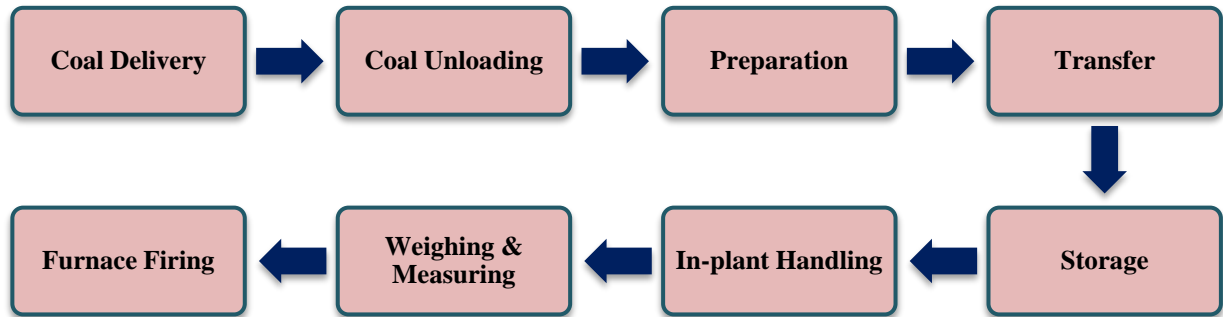 Coal Delivery
Coal Unloading
Preparation
Transfer
Storage
In-plant Handling
Weighing &
Measuring
Furnace Firing